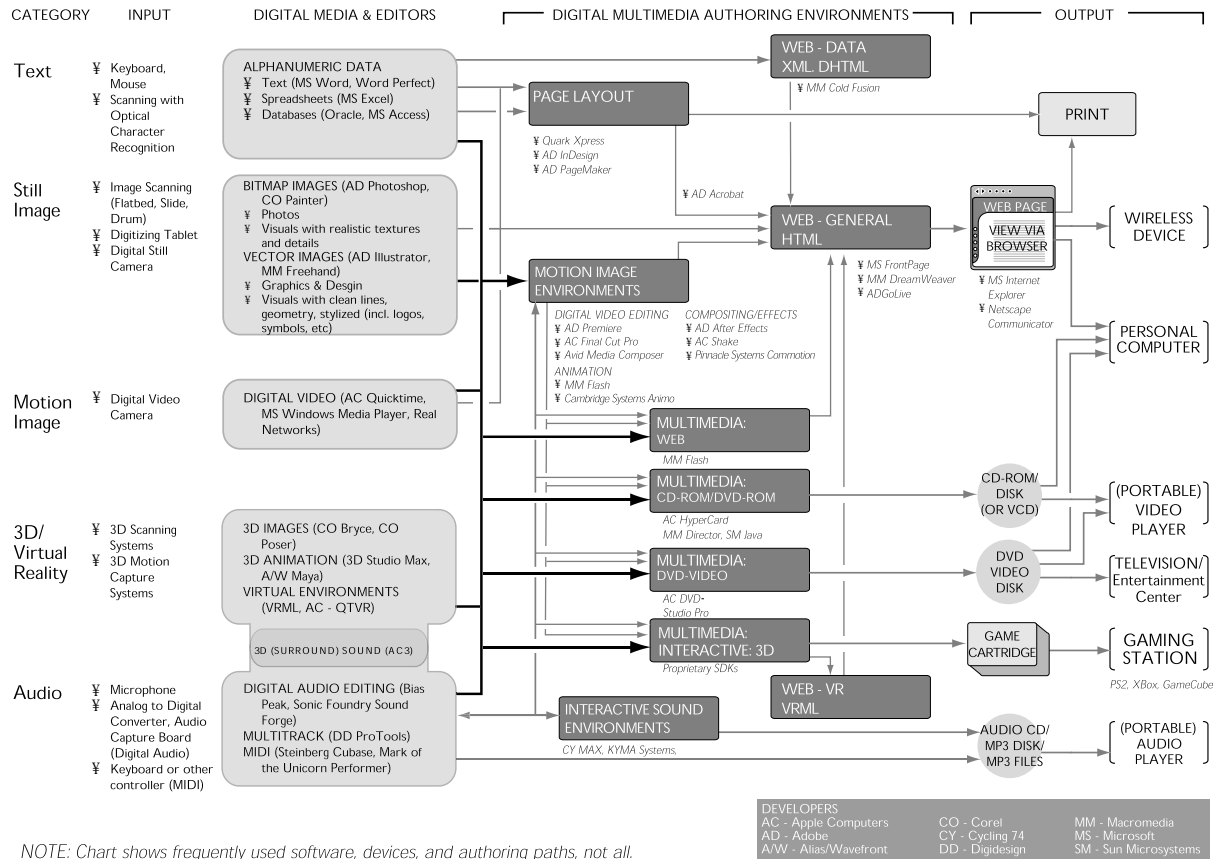 CATEGORY
INPUT
DIGITAL MEDIA & EDITORS
DIGITAL MULTIMEDIA AUTHORING ENVIRONMENTS
OUTPUT
Text
¥ Keyboard,
Mouse
¥ Scanning with
Optical
Character
Recognition
ALPHANUMERIC DATA
¥ Text (MS Word, Word Perfect)
¥ Spreadsheets (MS Excel)
¥ Databases (Oracle, MS Access)
Still
Image
¥ Image Scanning
(Flatbed, Slide,
Drum)
¥ Digitizing Tablet
¥ Digital Still
Camera
BITMAP IMAGES (AD Photoshop,
CO Painter)
¥ Photos
¥ Visuals with realistic textures
and details
VECTOR IMAGES (AD Illustrator,
MM Freehand)
¥ Graphics & Desgin
¥ Visuals with clean lines,
geometry, stylized (incl. logos,
symbols, etc)
Motion
Image
¥ Digital Video
Camera
DIGITAL VIDEO (AC Quicktime,
MS Windows Media Player, Real
Networks)
3D/
Virtual
Reality
¥ 3D Scanning
Systems
¥ 3D Motion
Capture
Systems
3D IMAGES (CO Bryce, CO
Poser)
3D ANIMATION (3D Studio Max,
A/W Maya)
VIRTUAL ENVIRONMENTS
(VRML, AC - QTVR)
3D (SURROUND) SOUND (AC3)
Audio
¥ Microphone
¥ Analog to Digital
Converter, Audio
Capture Board
(Digital Audio)
¥ Keyboard or other
controller (MIDI)
DIGITAL AUDIO EDITING (Bias
Peak, Sonic Foundry Sound
Forge)
MULTITRACK (DD ProTools)
MIDI (Steinberg Cubase, Mark of
the Unicorn Performer)
WEB - DATA
XML. DHTML
¥ MM Cold Fusion
PAGE LAYOUT
¥ Quark Xpress
¥ AD InDesign
¥ AD PageMaker
¥ AD Acrobat
WEB - GENERAL
HTML
¥ MS FrontPage
¥ MM DreamWeaver
¥ ADGoLive
MOTION IMAGE
ENVIRONMENTS
DIGITAL VIDEO EDITING
¥ AD Premiere
¥ AC Final Cut Pro
¥ Avid Media Composer
ANIMATION
¥ MM Flash
¥ Cambridge Systems Animo
COMPOSITING/EFFECTS
¥ AD After Effects
¥ AC Shake
¥ Pinnacle Systems Commotion
MULTIMEDIA:
WEB
MM Flash
MULTIMEDIA:
CD-ROM/DVD-ROM
AC HyperCard
MM Director, SM Java
MULTIMEDIA:
DVD-VIDEO
AC DVD-
Studio Pro
MULTIMEDIA:
INTERACTIVE: 3D
Proprietary SDKs
WEB - VR
VRML
INTERACTIVE SOUND
ENVIRONMENTS
CY MAX, KYMA Systems,
PRINT
WEB PAGE
VIEW VIA
BROWSER
¥ MS Internet
Explorer
¥ Netscape
Communicator
WIRELESS
DEVICE
PERSONAL
COMPUTER
CD-ROM/
DISK
(OR VCD)
(PORTABLE)
VIDEO
PLAYER
DVD
VIDEO
DISK
TELEVISION/
Entertainment
Center
GAME
CARTRIDGE
GAMING
STATION
PS2, XBox, GameCube
AUDIO CD/
MP3 DISK/
MP3 FILES
(PORTABLE)
AUDIO
PLAYER
DEVELOPERS
AC - Apple Computers
AD - Adobe
A/W - Alias/Wavefront
CO - Corel
CY - Cycling 74
DD - Digidesign
MM - Macromedia
MS - Microsoft
SM - Sun Microsystems
NOTE: Chart shows frequently used software, devices, and authoring paths, not all.